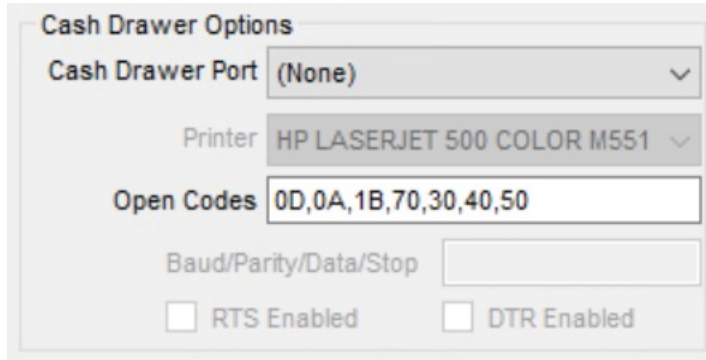 Cash Drawer Options
Cash Drawer Port (None)
Printer HP LASERJET 500 COLOR M551
Open Codes 0D,0A,1B,70,30,40,50
Baud/Parity/Data/Stop
RTS Enabled DTR Enabled